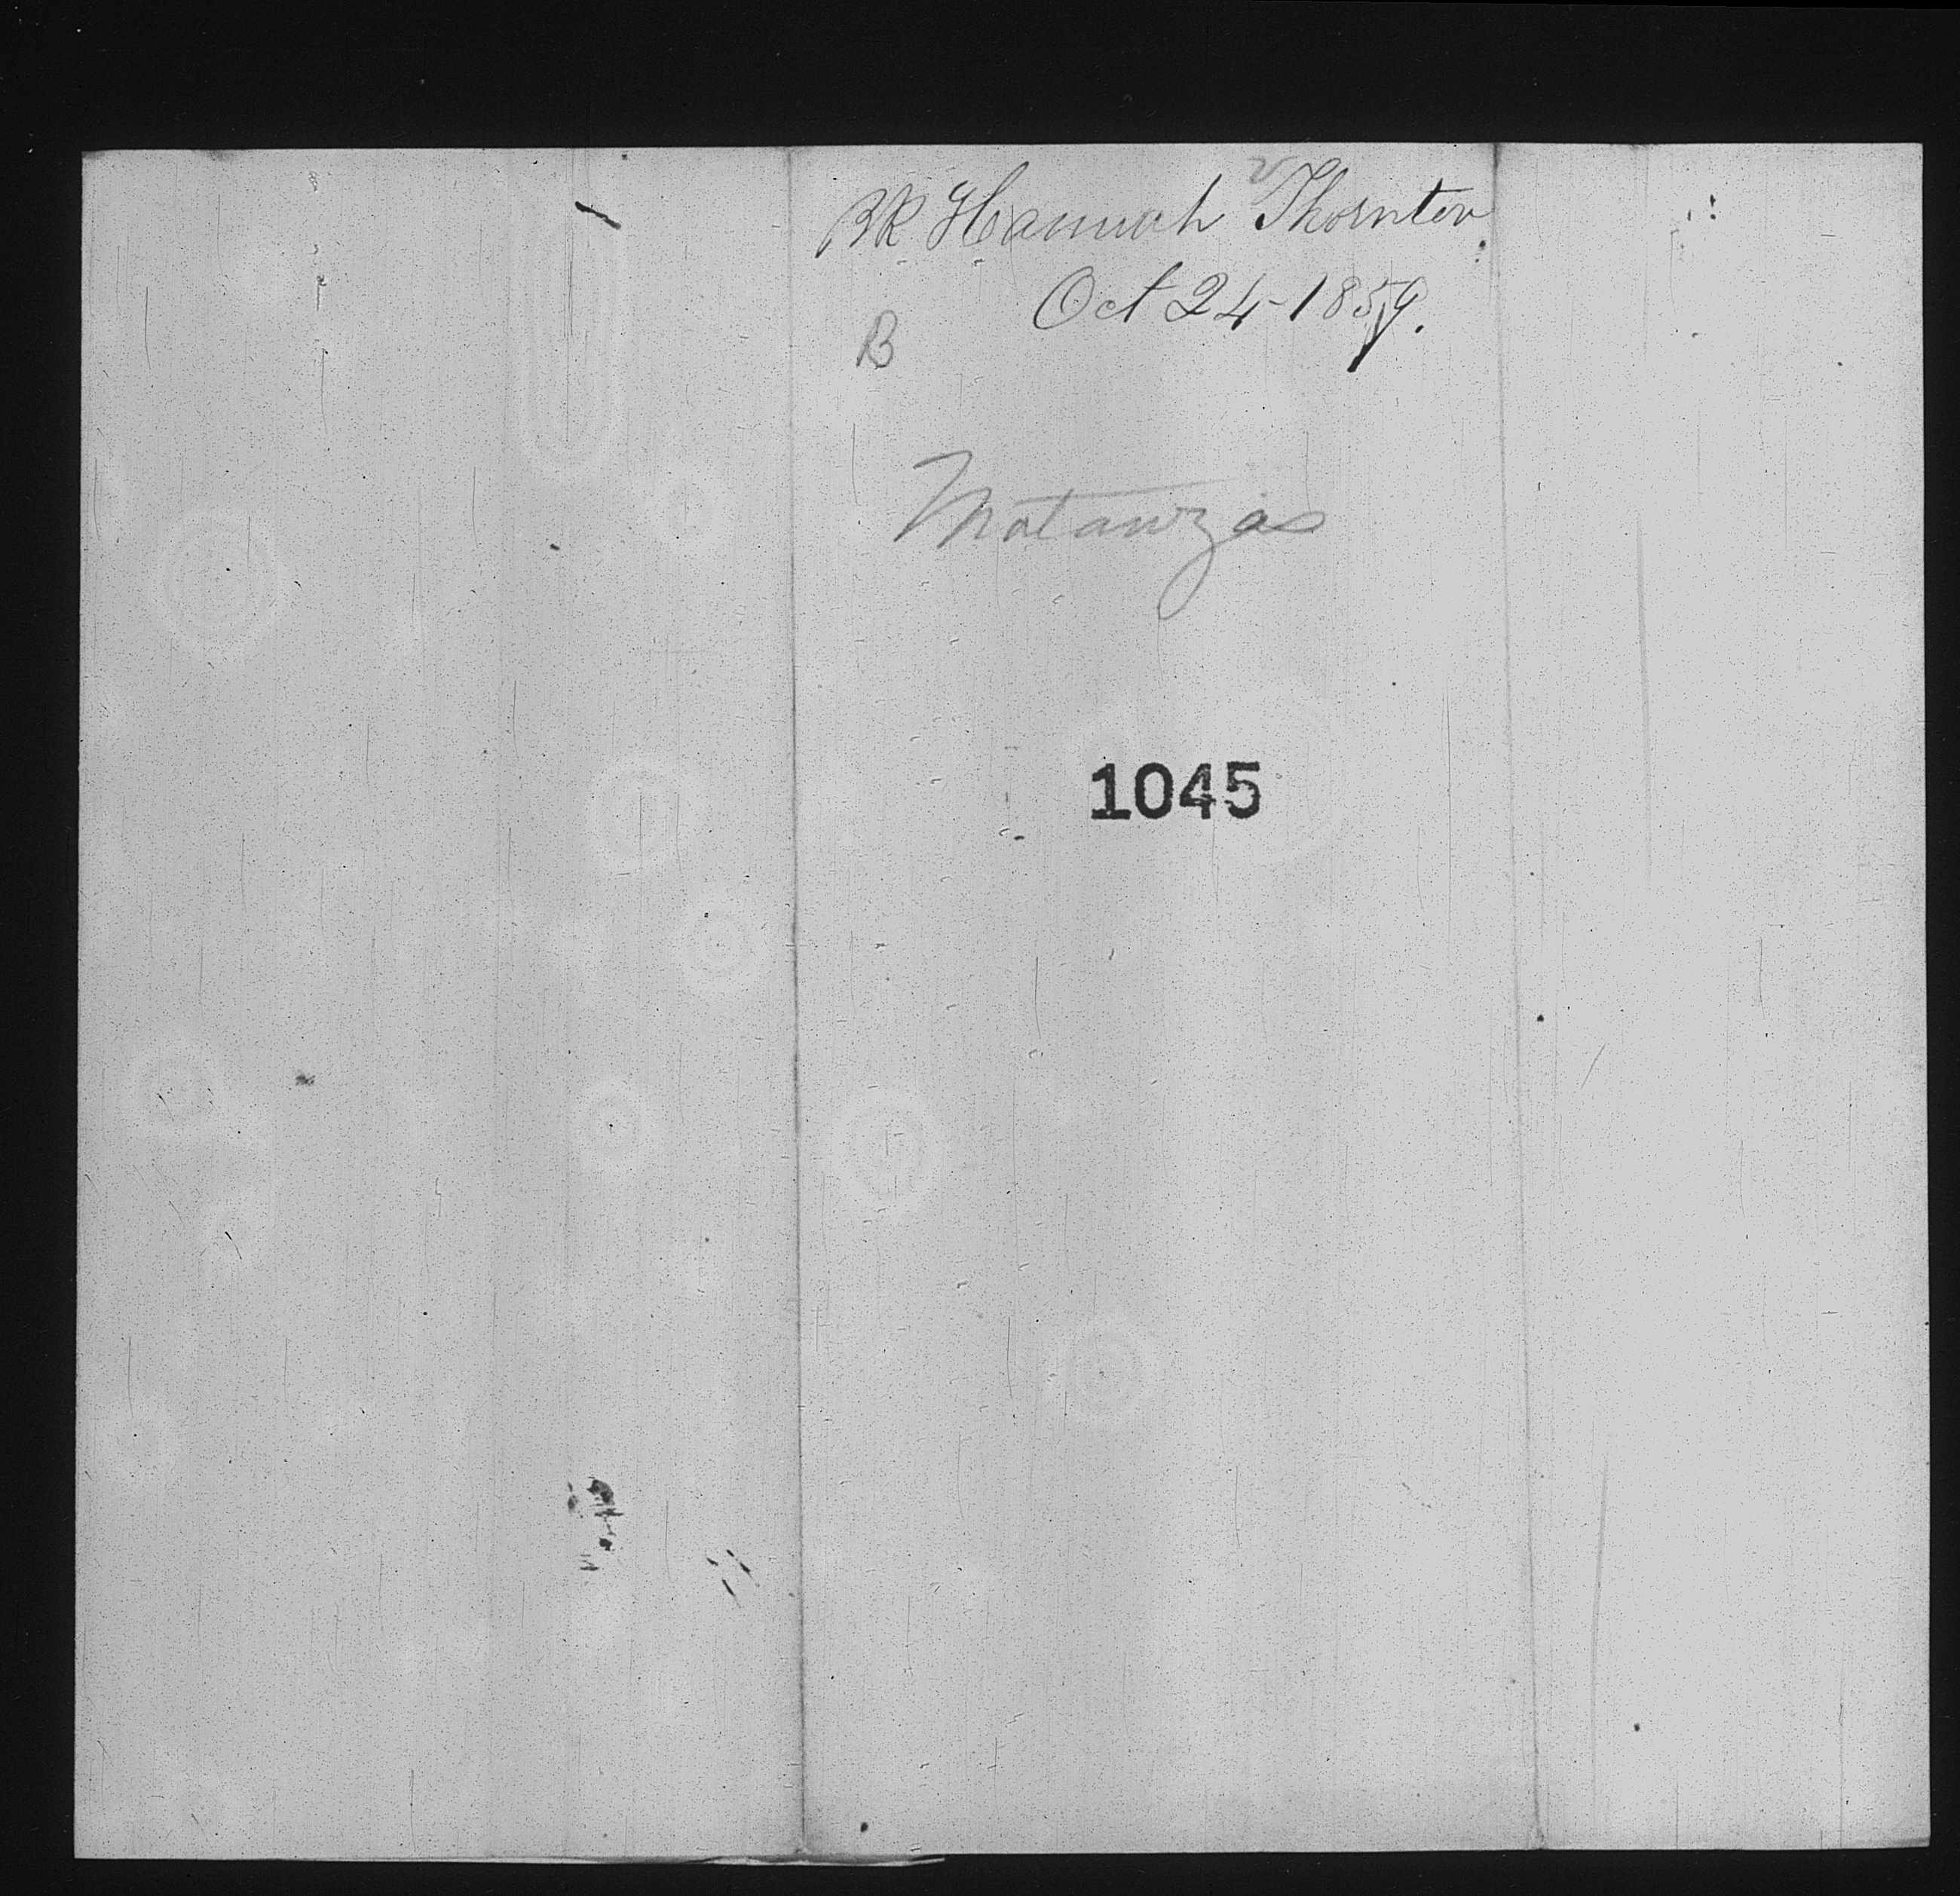 BK Hannah Thornton
Oct 24-1859.
B
Matanzas
1045